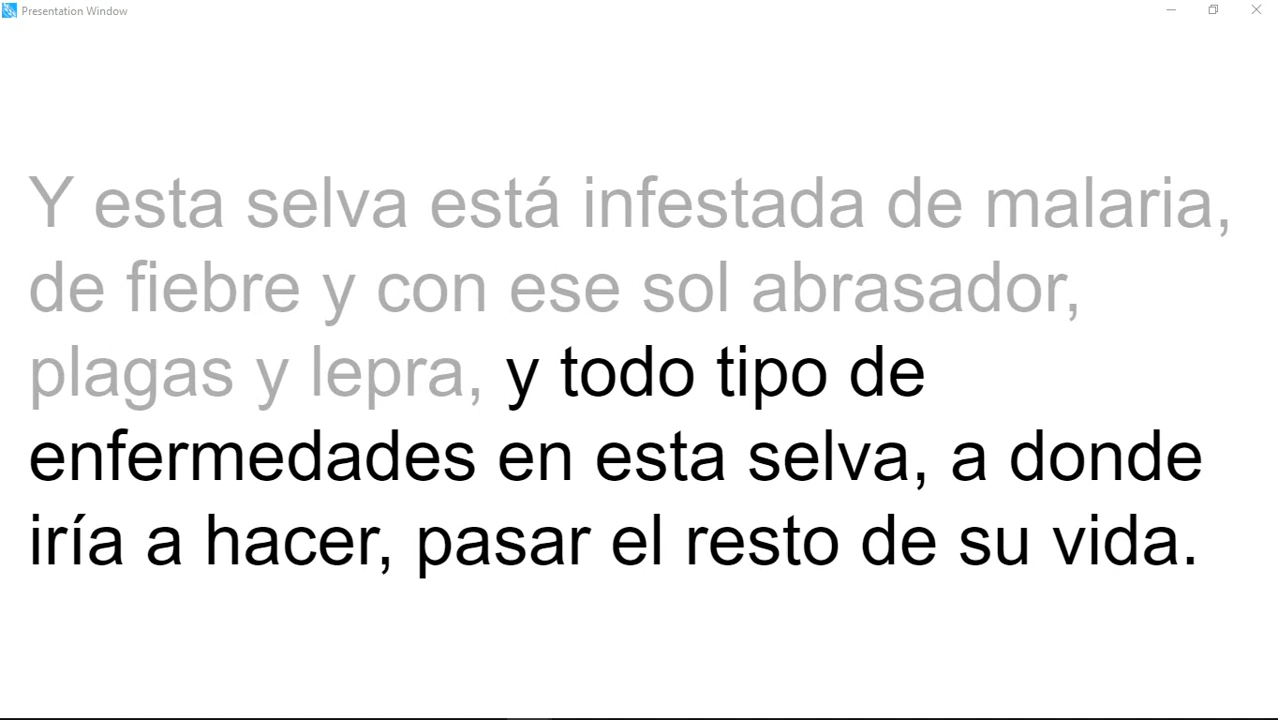 Presentation Window
Y esta selva está infestada de malaria,
de fiebre y con ese sol abrasador,
plagas y lepra, y todo tipo de
enfermedades en esta selva, a donde
iría a hacer, pasar el resto de su vida.